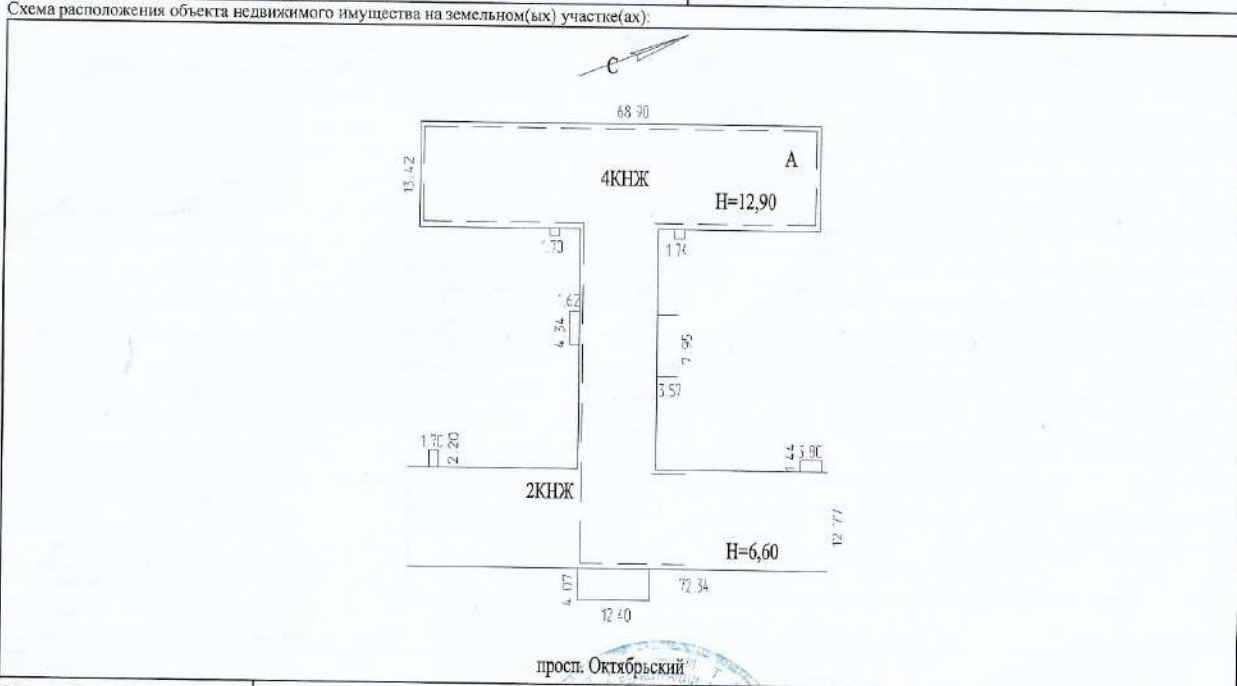 Схема расположения объекта недвижимого имущества на земельном(ых) участке(ах):
С
68.90
13.42
А
4КНЖ
Н=12,90
1.70
1.74
1.62
4.34
7.95
3.57
1.70
2.20
1.44
3.80
2КНЖ
12.77
Н=6,60
4.07
72.34
12.40
просп. Октябрьский